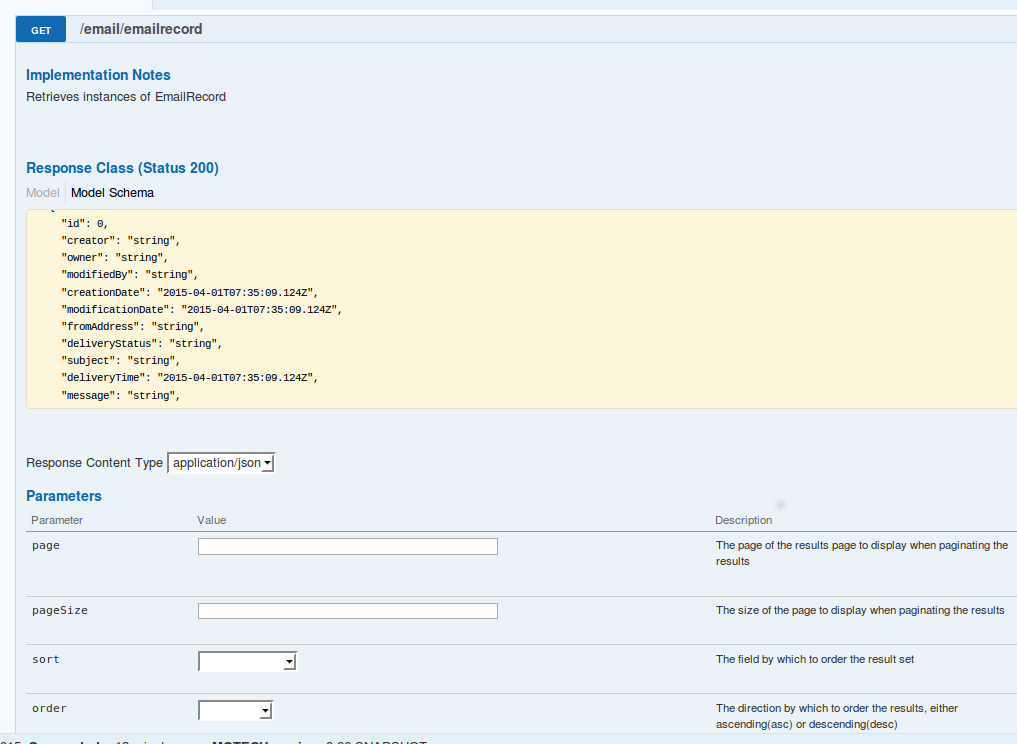 GET /email/emailrecord
Implementation Notes
Retrieves instances of EmailRecord
Response Class (Status 200)
Model Model Schema
"id": 0,
"creator": "string",
"owner": "string",
"modifiedBy": "string",
"creationDate": "2015-04-01T07:35:09.124Z",
"modificationDate": "2015-04-01T07:35:09.124Z",
"fromAddress": "string",
"deliveryStatus": "string",
"subject": "string",
"deliveryTime": "2015-04-01T07:35:09.124Z",
"message": "string",
Response Content Type application/json
Parameters
Parameter Value Description
page The page of the results page to display when paginating the
results
pageSize The size of the page to display when paginating the results
sort The field by which to order the result set
order The direction by which to order the results, either
ascending(asc) or descending(desc)